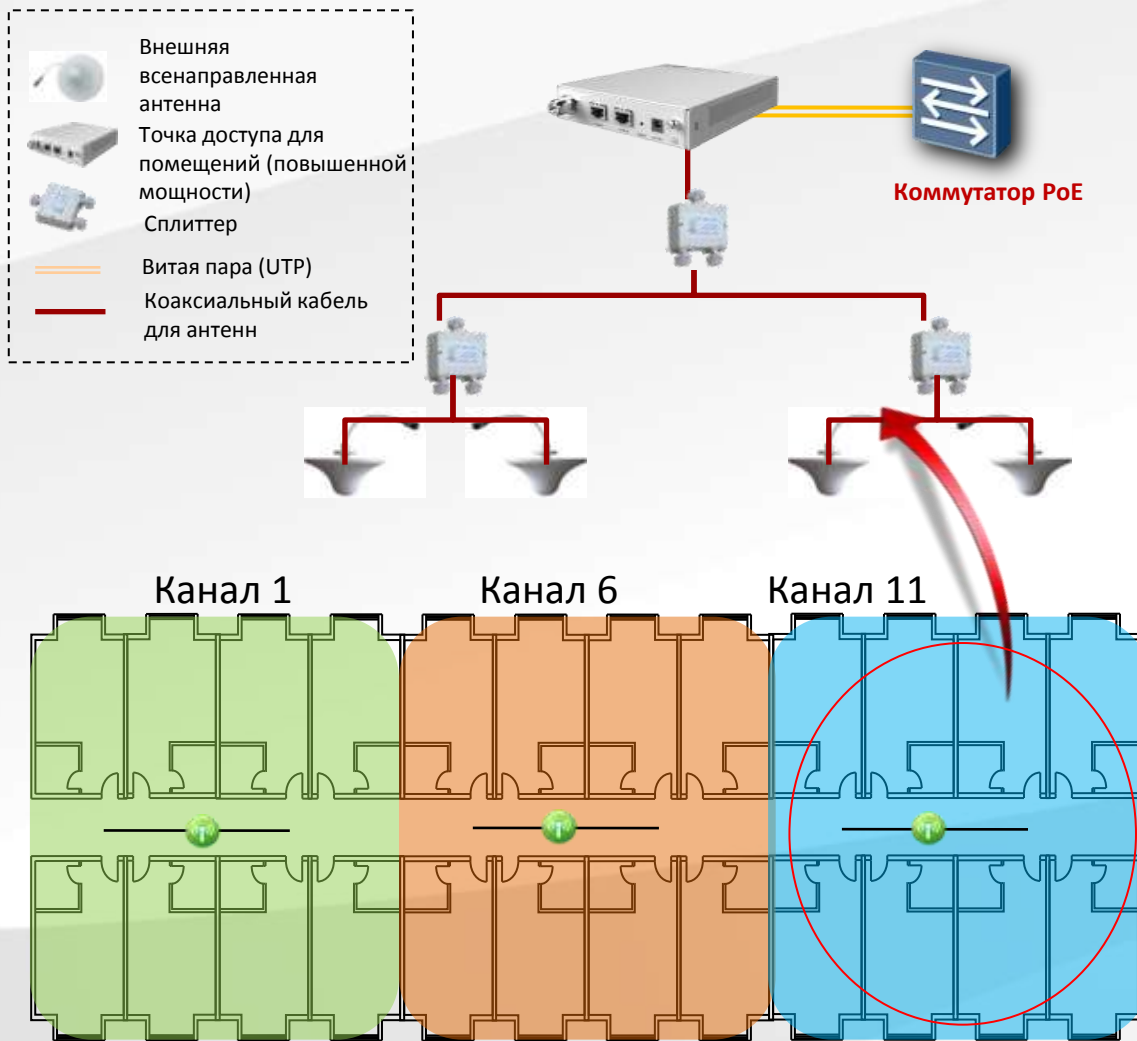 Внешняя
всенаправленная
антенна
Точка доступа для
помещений (повышенной
мощности)
Сплиттер
Витая пара (UTP)
Коаксиальный кабель
для антенн
Коммутатор PoE
Канал 1
Канал 6
Канал 11